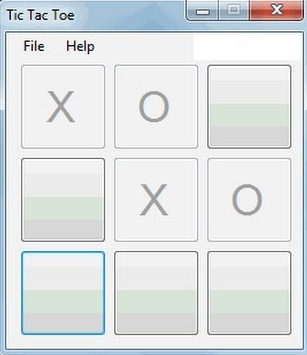 Tic Tac Toe
File Help
X O
X O